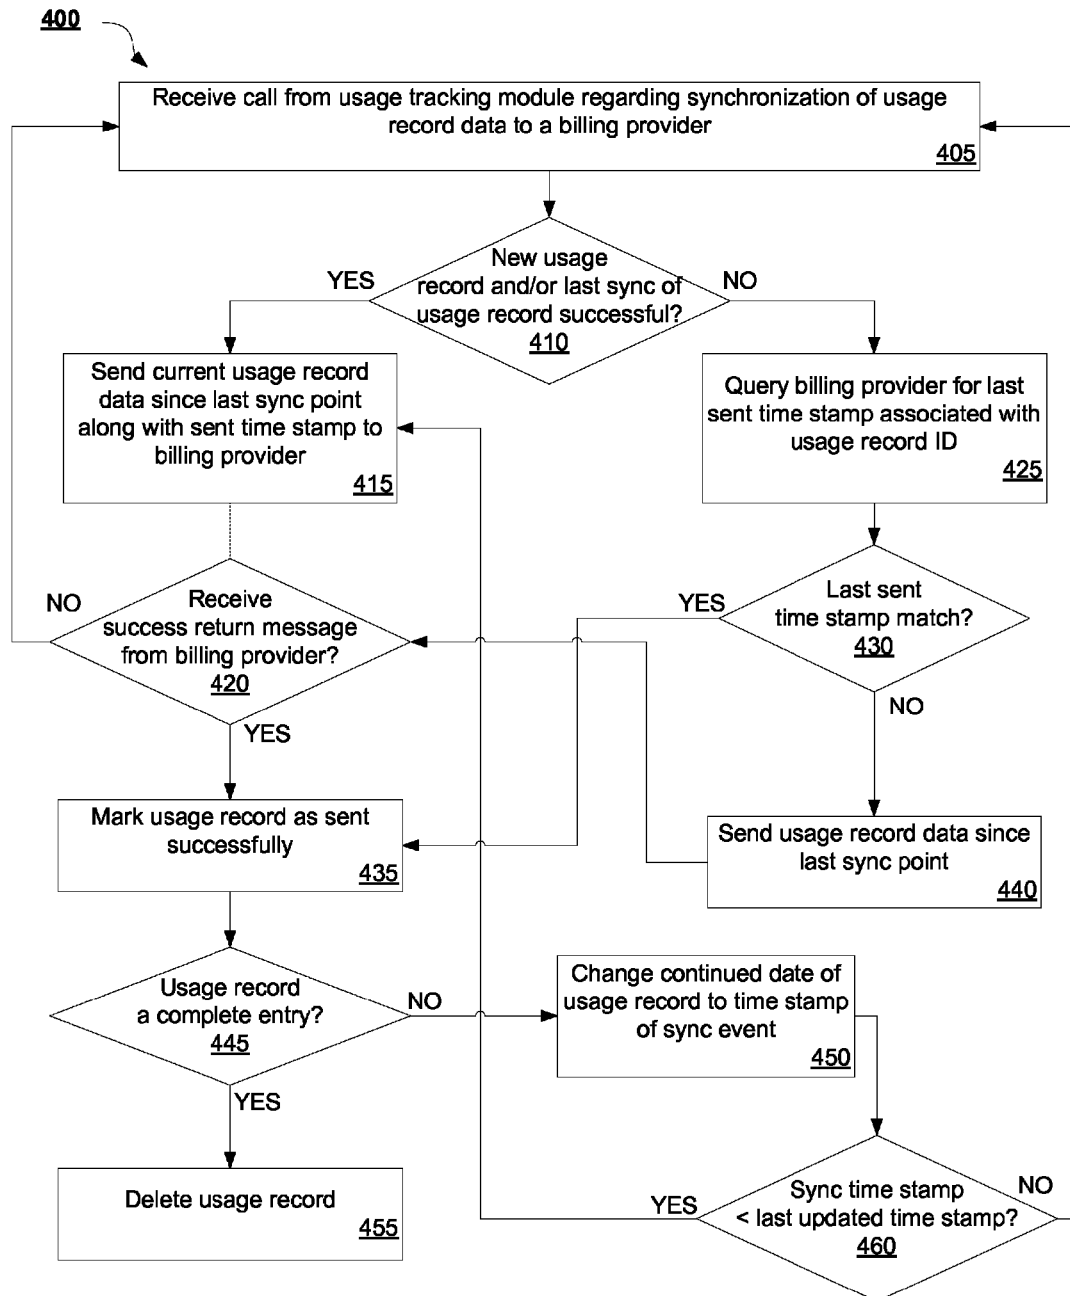 400
Receive call from usage tracking module regarding synchronization of usage
record data to a billing provider
405
New usage
record and/or last sync of
usage record successful?
410
YES
NO
Send current usage record
data since last sync point
along with sent time stamp to
billing provider
415
Query billing provider for last
sent time stamp associated with
usage record ID
425
Receive
success return message
from billing provider?
420
NO
YES
Last sent
time stamp match?
430
YES
NO
Mark usage record as sent
successfully
435
Send usage record data since
last sync point
440
Usage record
a complete entry?
445
NO
YES
Change continued date of
usage record to time stamp
of sync event
450
Delete usage record
455
Sync time stamp
< last updated time stamp?
460
YES
NO